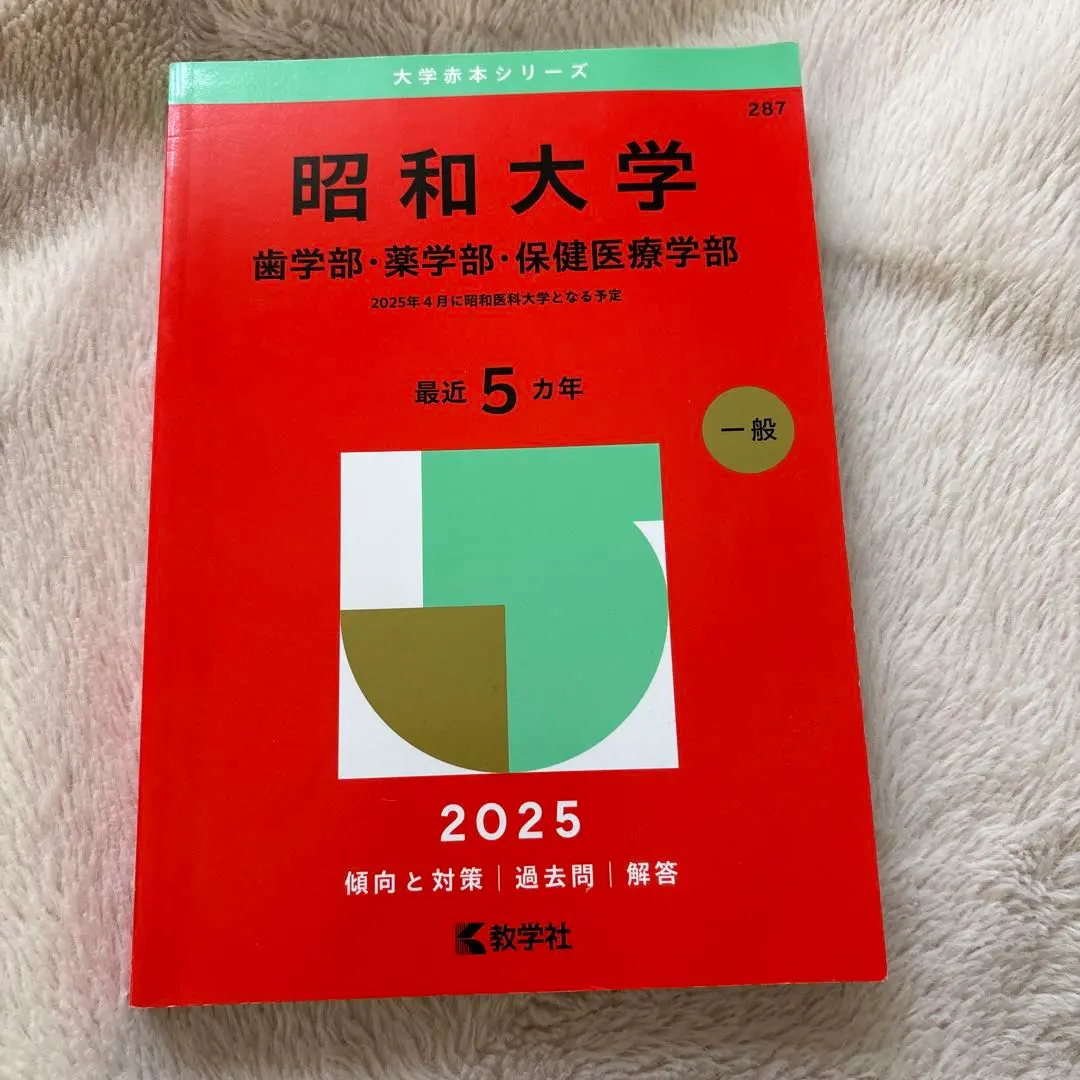 大学赤本シリーズ
287
昭和大学
歯学部・薬学部・保健医療学部
2025年4月に昭和医科大学となる予定
最近5カ年
一般
2025
傾向と対策｜過去問｜解答
教学社